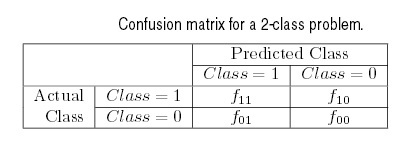 Confusion matrix for a 2-class problem.
Predicted Class
Class = 1 Class = 0
Actual Class = 1 f11 f10
Class Class = 0 f01 f00